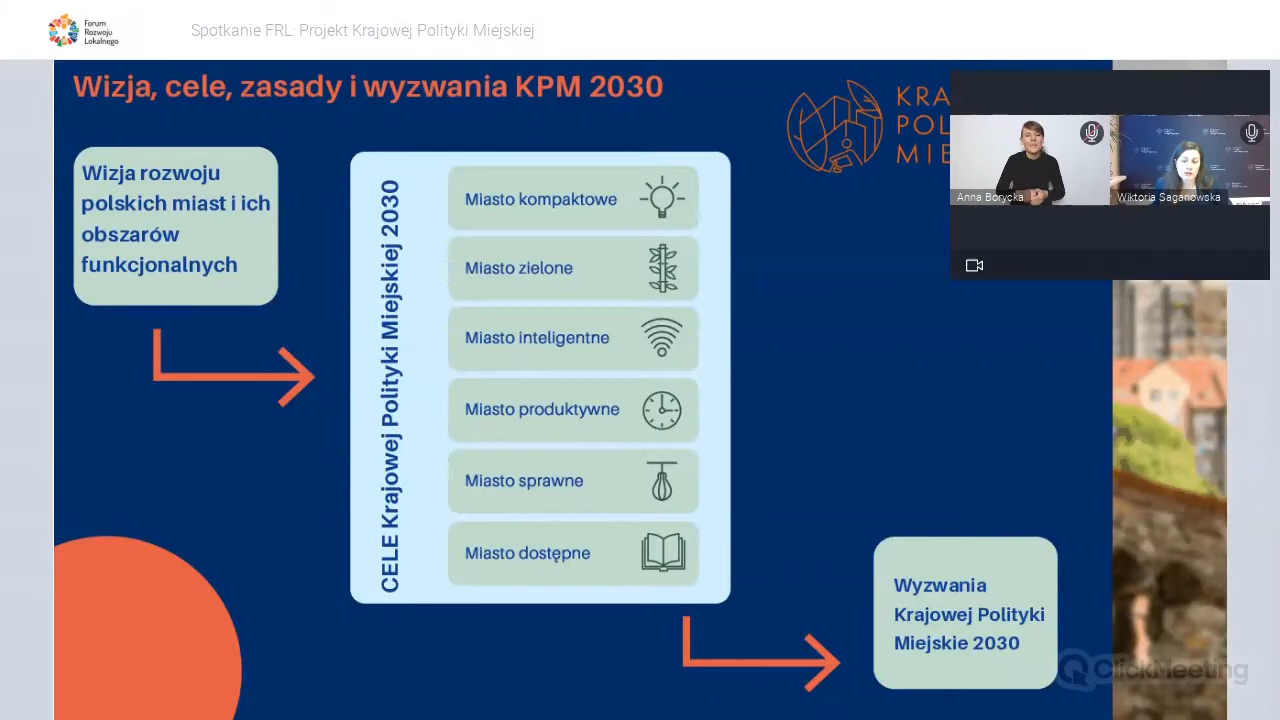 Forum
Rozwoju
Lokalnego
Spotkanie FRL: Projekt Krajowej Polityki Miejskiej
Wizja, cele, zasady i wyzwania KPM 2030
KRA
POL
MIE
Anna Borycka
Wiktoria Saganowska
Wizja rozwoju
polskich miast i ich
obszarów
funkcjonalnych
CELE Krajowej Polityki Miejskiej 2030
Miasto kompaktowe
Miasto zielone
Miasto inteligentne
Miasto produktywne
Miasto sprawne
Miasto dostępne
Wyzwania
Krajowej Polityki
Miejskie 2030
ClickMeeting